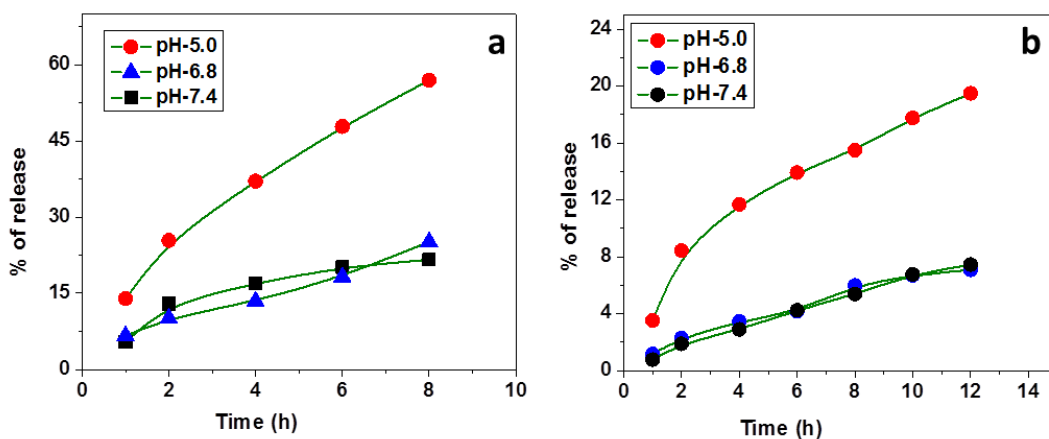 a
pH-5.0
pH-6.8
pH-7.4
60
45
30
15
0
% of release
0 2 4 6 8 10
Time (h)
b
pH-5.0
pH-6.8
pH-7.4
24
20
16
12
8
4
0
% of release
0 2 4 6 8 10 12 14
Time (h)